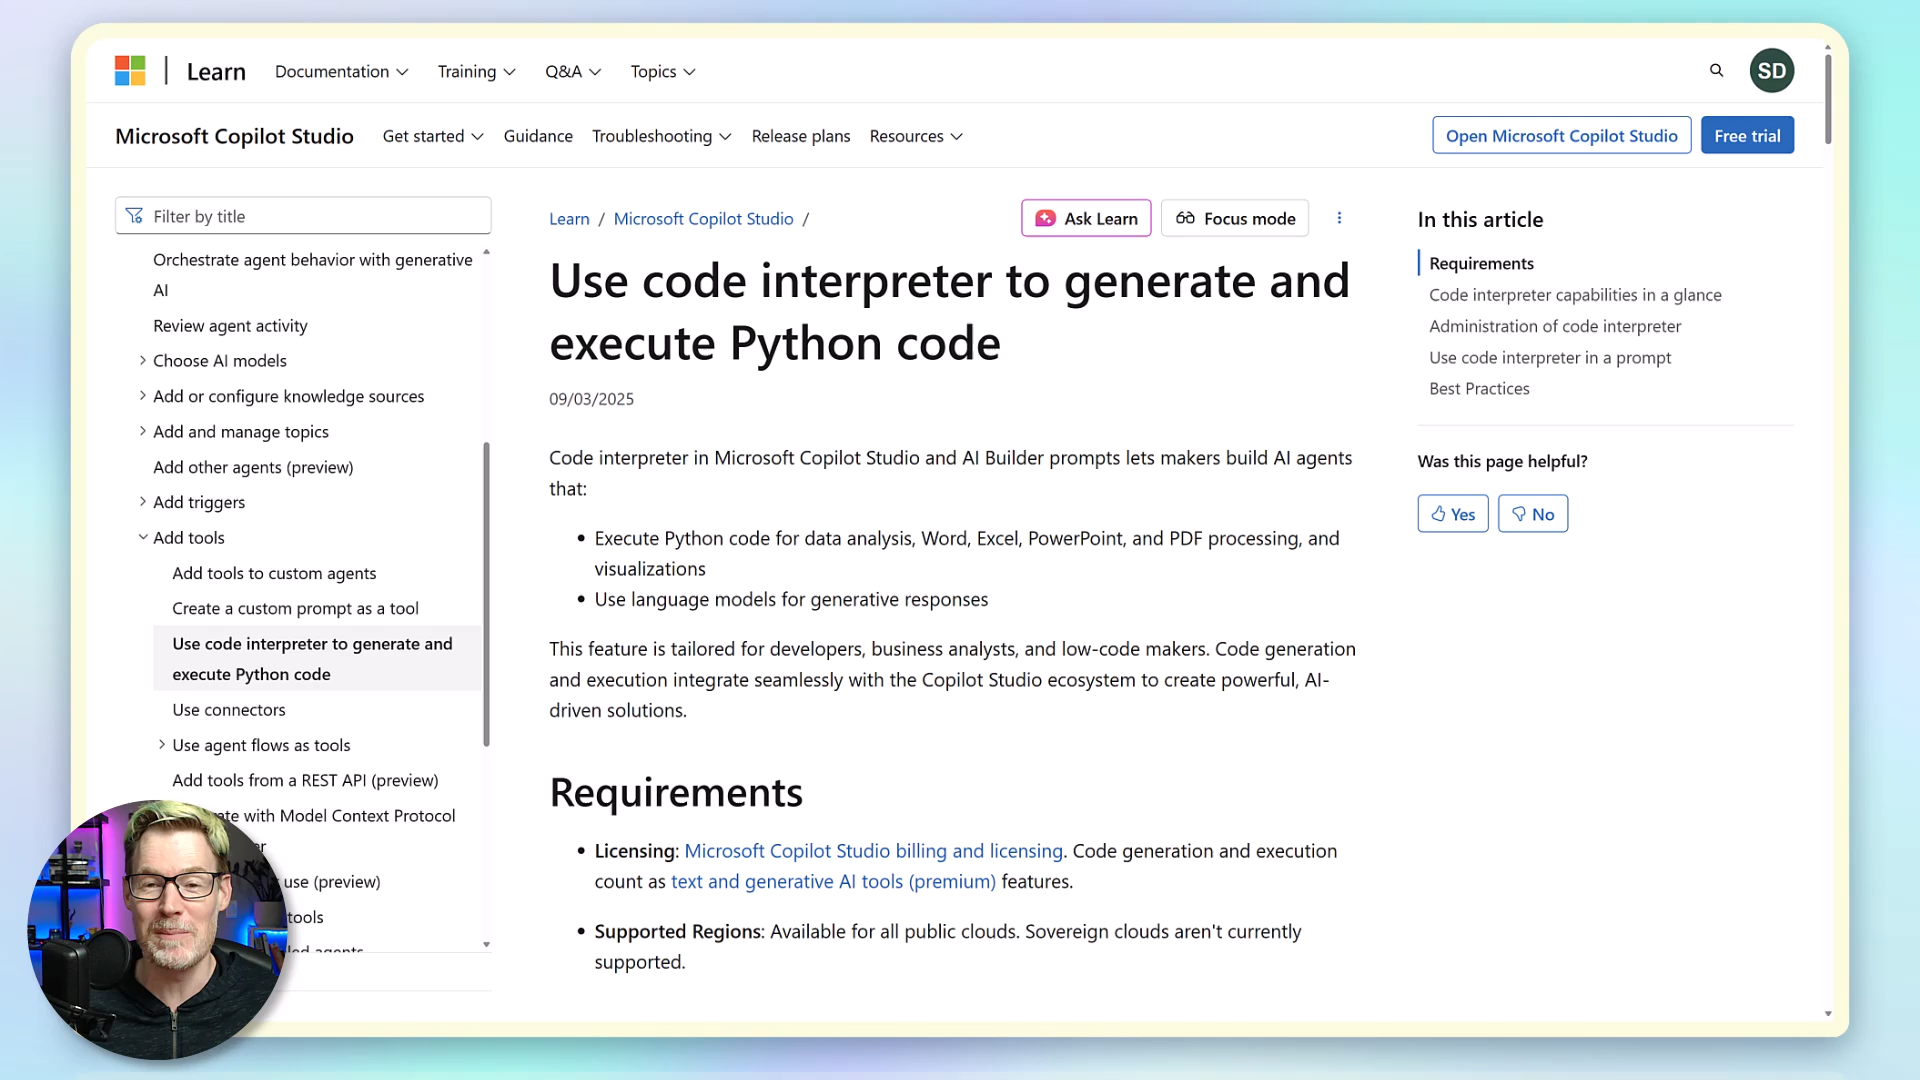 Learn
Documentation
Training
Q&A
Topics
SD
Microsoft Copilot Studio
Get started
Guidance
Troubleshooting
Release plans
Resources
Open Microsoft Copilot Studio
Free trial
Filter by title
Orchestrate agent behavior with generative
AI
Review agent activity
Choose AI models
Add or configure knowledge sources
Add and manage topics
Add other agents (preview)
Add triggers
Add tools
Add tools to custom agents
Create a custom prompt as a tool
Use code interpreter to generate and
execute Python code
Use connectors
Use agent flows as tools
Add tools from a REST API (preview)
with Model Context Protocol
use (preview)
tools
agents
Learn / Microsoft Copilot Studio /
Ask Learn
Focus mode
Use code interpreter to generate and
execute Python code
09/03/2025
Code interpreter in Microsoft Copilot Studio and AI Builder prompts lets makers build AI agents
that:
• Execute Python code for data analysis, Word, Excel, PowerPoint, and PDF processing, and
visualizations
• Use language models for generative responses
This feature is tailored for developers, business analysts, and low-code makers. Code generation
and execution integrate seamlessly with the Copilot Studio ecosystem to create powerful, AI-
driven solutions.
Requirements
• Licensing: Microsoft Copilot Studio billing and licensing. Code generation and execution
count as text and generative AI tools (premium) features.
• Supported Regions: Available for all public clouds. Sovereign clouds aren't currently
supported.
In this article
Requirements
Code interpreter capabilities in a glance
Administration of code interpreter
Use code interpreter in a prompt
Best Practices
Was this page helpful?
Yes
No